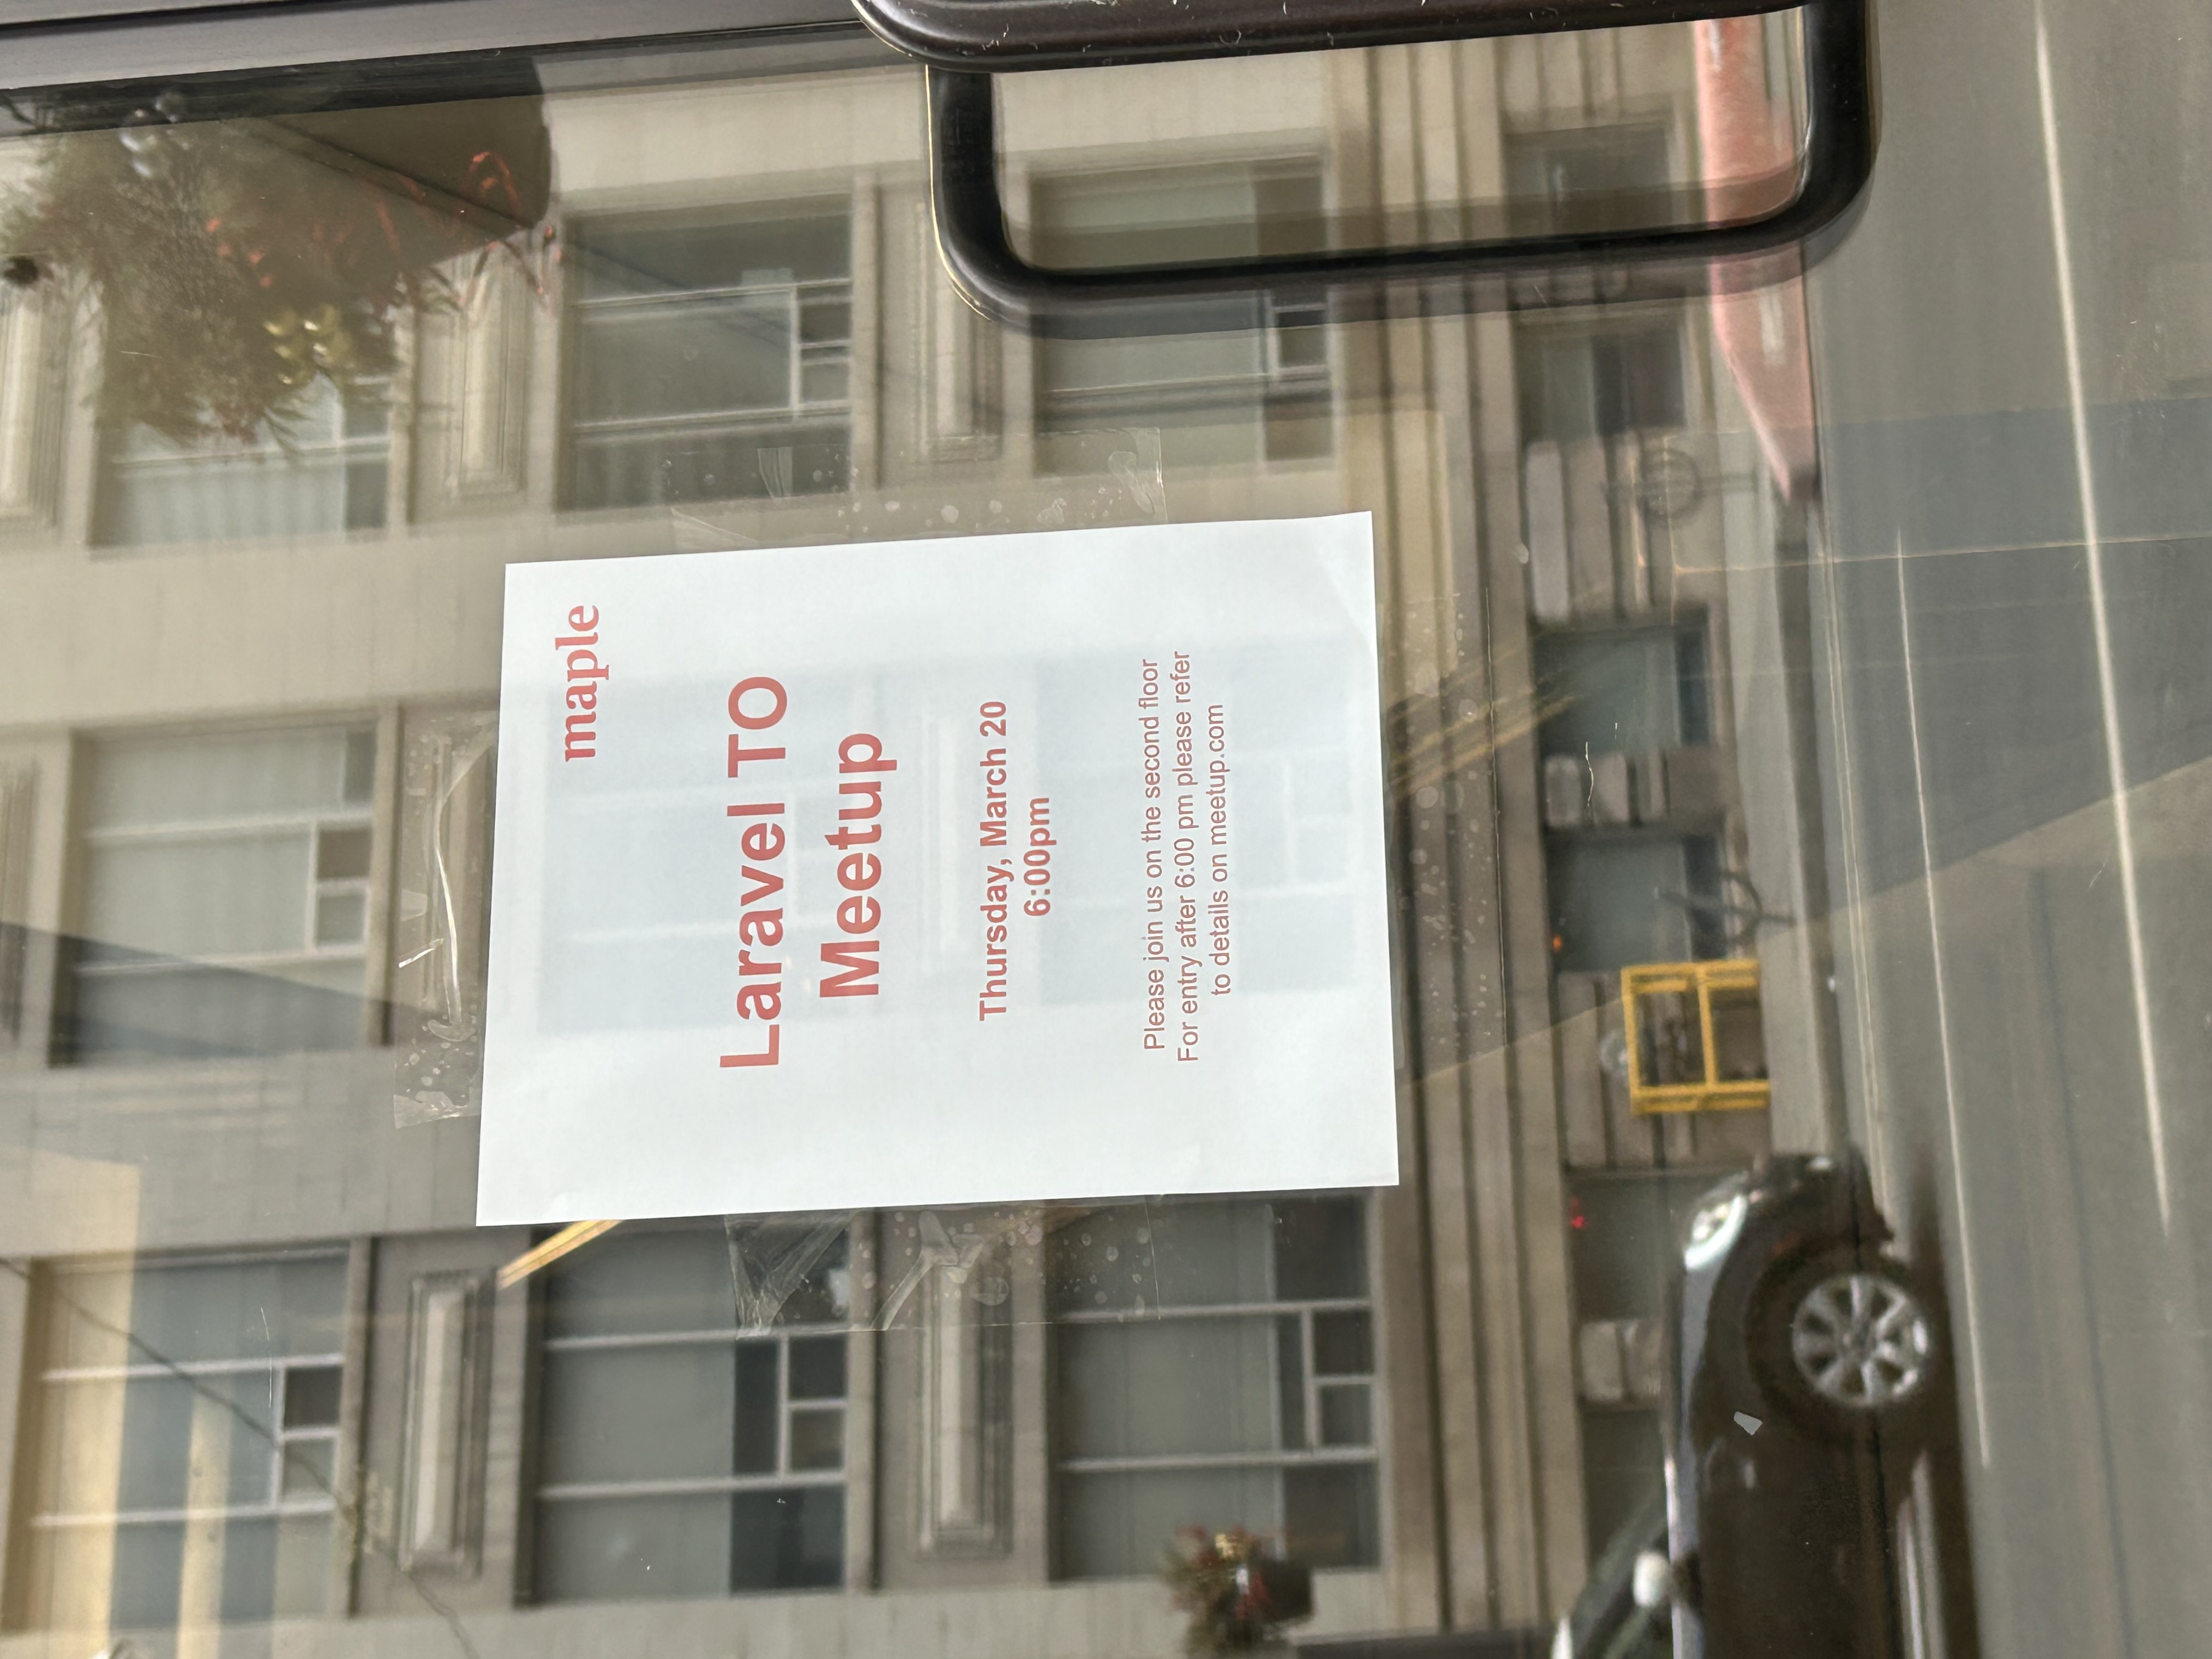 maple
Laravel TO
Meetup
Thursday, March 20
6:00pm
Please join us on the second floor
For entry after 6:00 pm please refer
to details on meetup.com